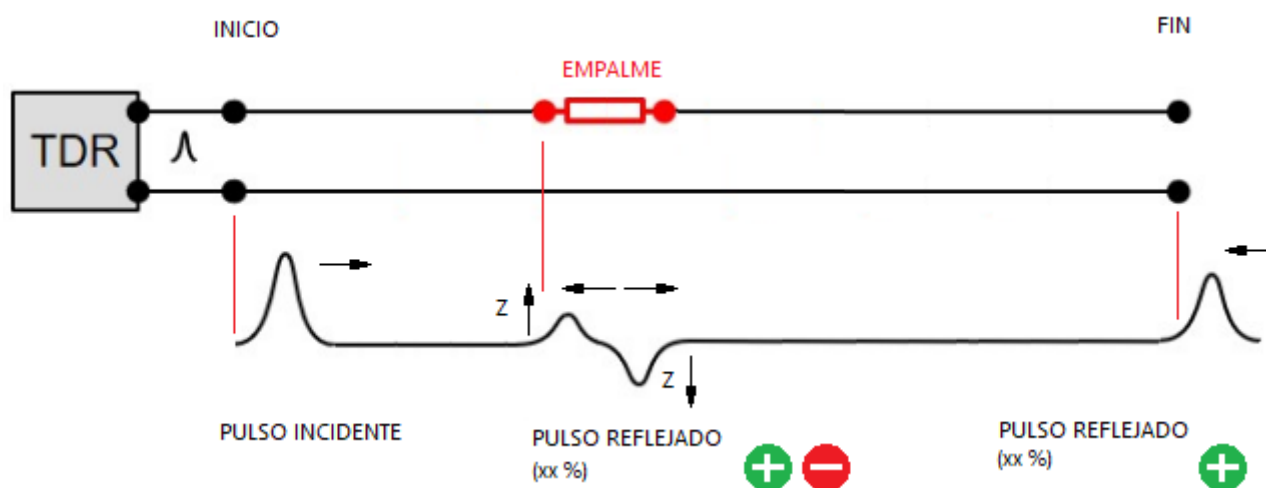 INICIO
FIN
EMPALME
TDR
Z
Z
PULSO INCIDENTE
PULSO REFLEJADO
(xx %)
PULSO REFLEJADO
(xx %)